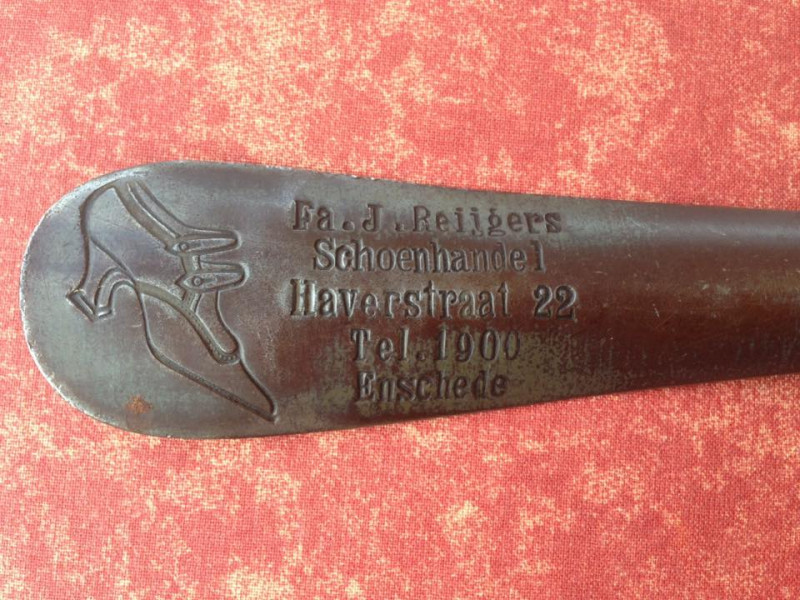 Fa.J.Reijgers
Schoenhandel
Haverstraat 22
Tel.1900
Enschede